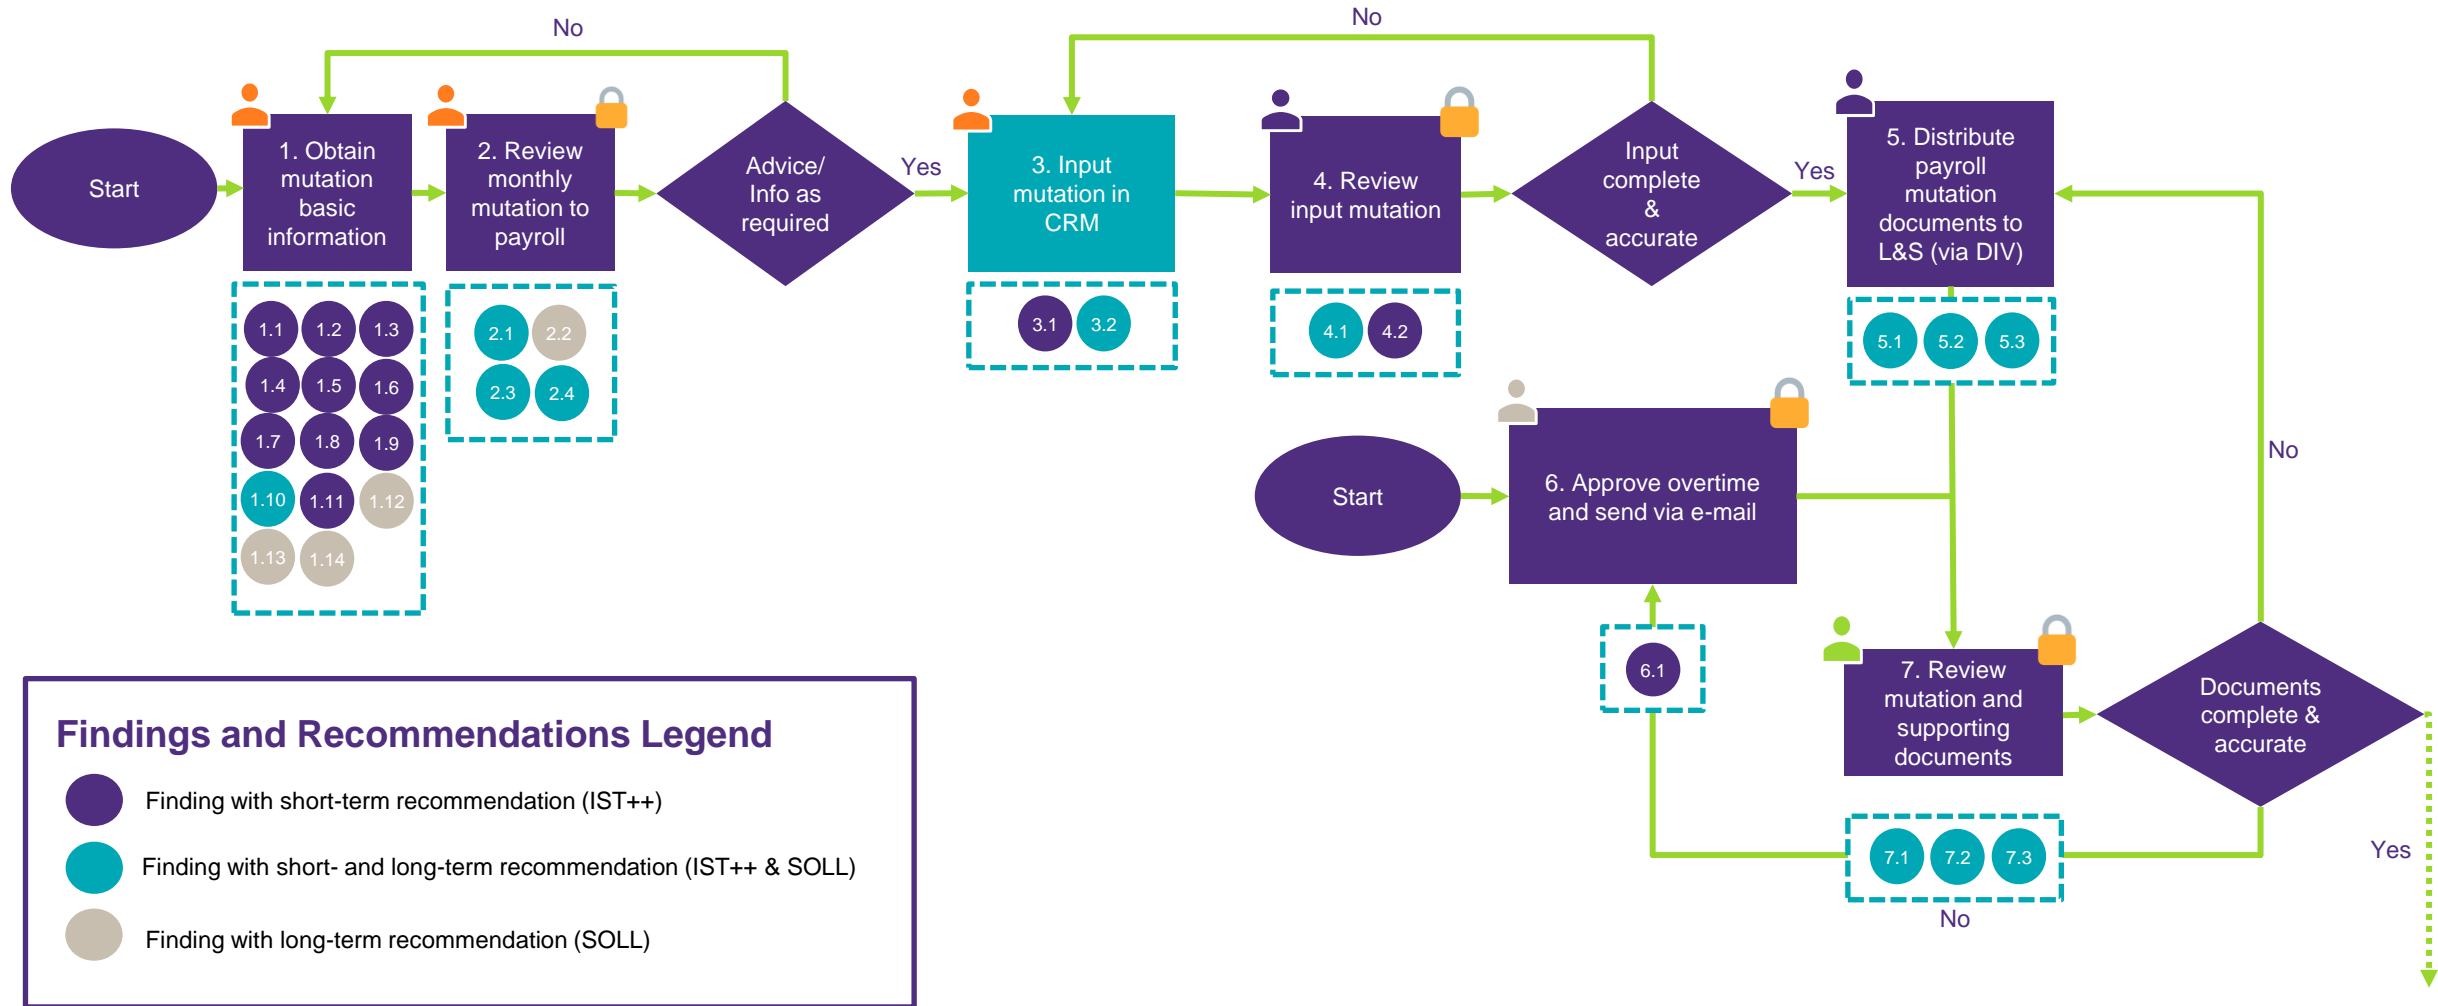 No
No
Start
1. Obtain
mutation
basic
information
2. Review
monthly
mutation to
payroll
Advice/
Info as
required
Yes
3. Input
mutation in
CRM
4. Review
input mutation
Input
complete
&
accurate
Yes
5. Distribute
payroll
mutation
documents to
L&S (via DIV)
1.1 1.2 1.3
1.4 1.5 1.6
1.7 1.8 1.9
1.10 1.11 1.12
1.13 1.14
2.1 2.2
2.3 2.4
3.1 3.2
4.1 4.2
5.1 5.2 5.3
Start
6. Approve overtime
and send via e-mail
No
6.1
7. Review
mutation and
supporting
documents
Documents
complete &
accurate
7.1 7.2 7.3
No
Yes
Findings and Recommendations Legend
Finding with short-term recommendation (IST++)
Finding with short- and long-term recommendation (IST++ & SOLL)
Finding with long-term recommendation (SOLL)